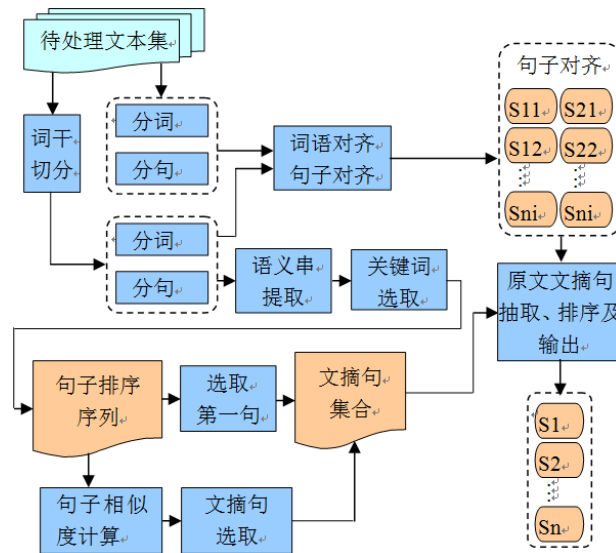 待处理文本集
词干
切分
分词
分句
分词
分句
词语对齐
句子对齐
句子对齐
S11
S21
S12
S22
Sni
Sni
语义串
提取
关键词
选取
原文文摘句
抽取、排序及
输出
句子排序
序列
选取
第一句
文摘句
集合
句子相似
度计算
文摘句
选取
S1
S2
Sn